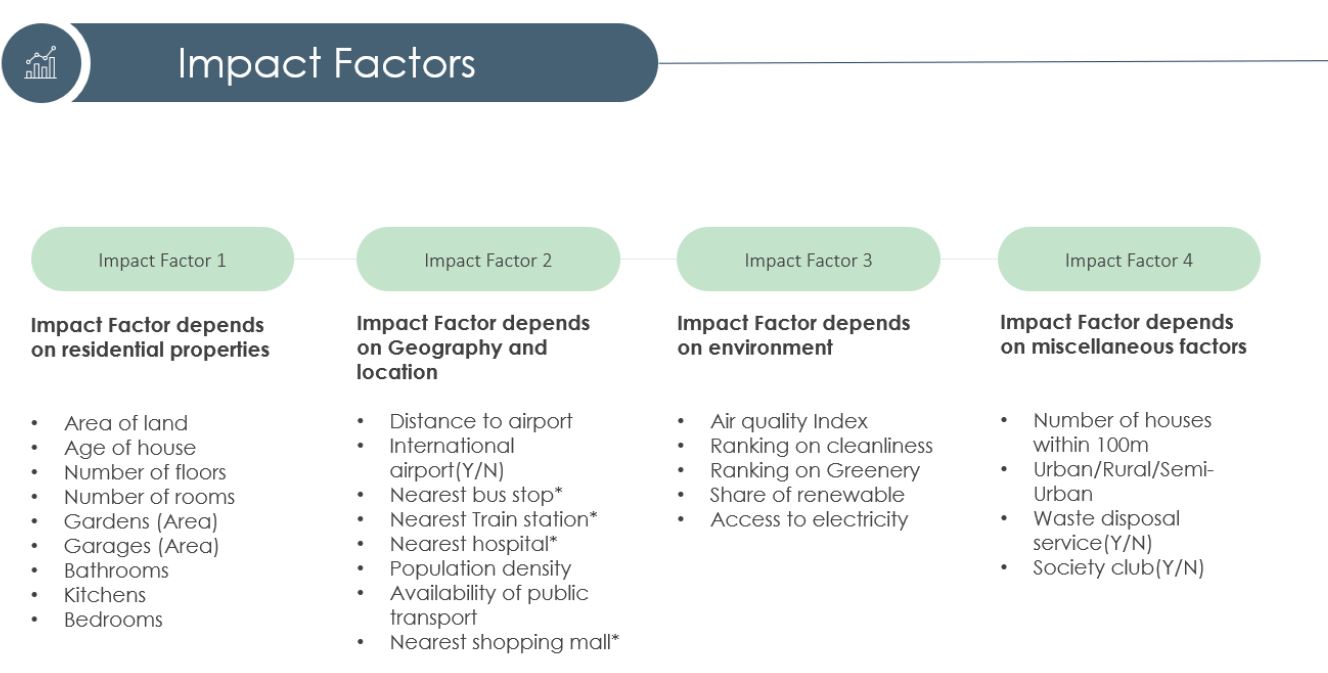 Impact Factors
Impact Factor 1
Impact Factor depends
on residential properties
• Area of land
• Age of house
• Number of floors
• Number of rooms
• Gardens (Area)
• Garages (Area)
• Bathrooms
• Kitchens
• Bedrooms
Impact Factor 2
Impact Factor depends
on Geography and
location
• Distance to airport
• International
airport(Y/N)
• Nearest bus stop*
• Nearest Train station*
• Nearest hospital*
• Population density
• Availability of public
transport
• Nearest shopping mall*
Impact Factor 3
Impact Factor depends
on environment
• Air quality Index
• Ranking on cleanliness
• Ranking on Greenery
• Share of renewable
• Access to electricity
Impact Factor 4
Impact Factor depends
on miscellaneous factors
• Number of houses
within 100m
• Urban/Rural/Semi-
Urban
• Waste disposal
service(Y/N)
• Society club(Y/N)